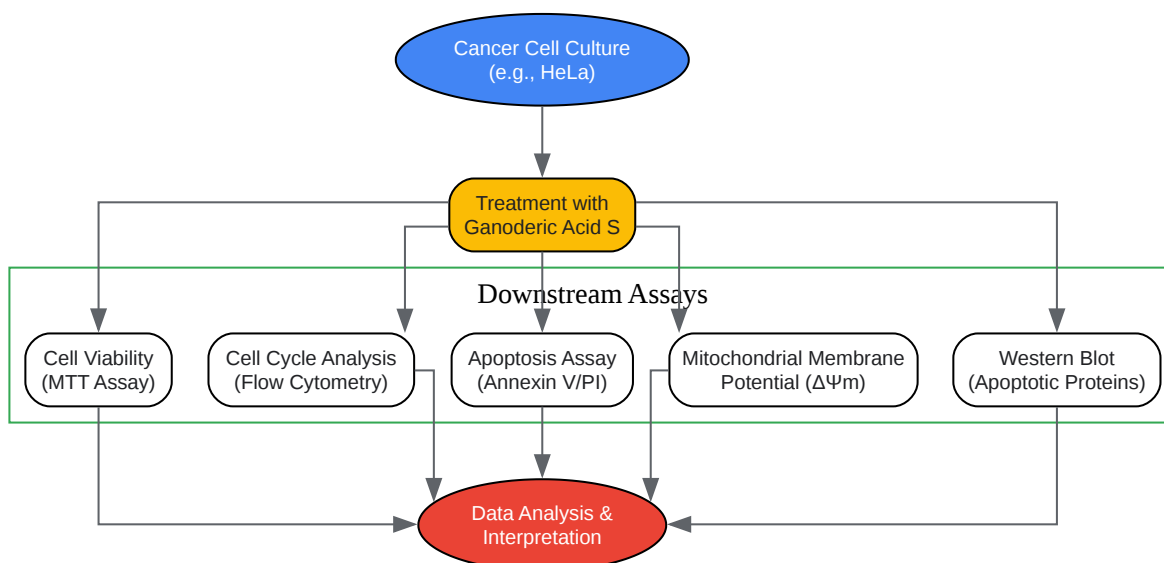 Cancer Cell Culture
(e.g., HeLa)
Treatment with
Ganoderic Acid S
Downstream Assays
Cell Viability
(MTT Assay)
Cell Cycle Analysis
(Flow Cytometry)
Apoptosis Assay
(Annexin V/PI)
Mitochondrial Membrane
Potential (ΔΨm)
Western Blot
(Apoptotic Proteins)
Data Analysis &
Interpretation